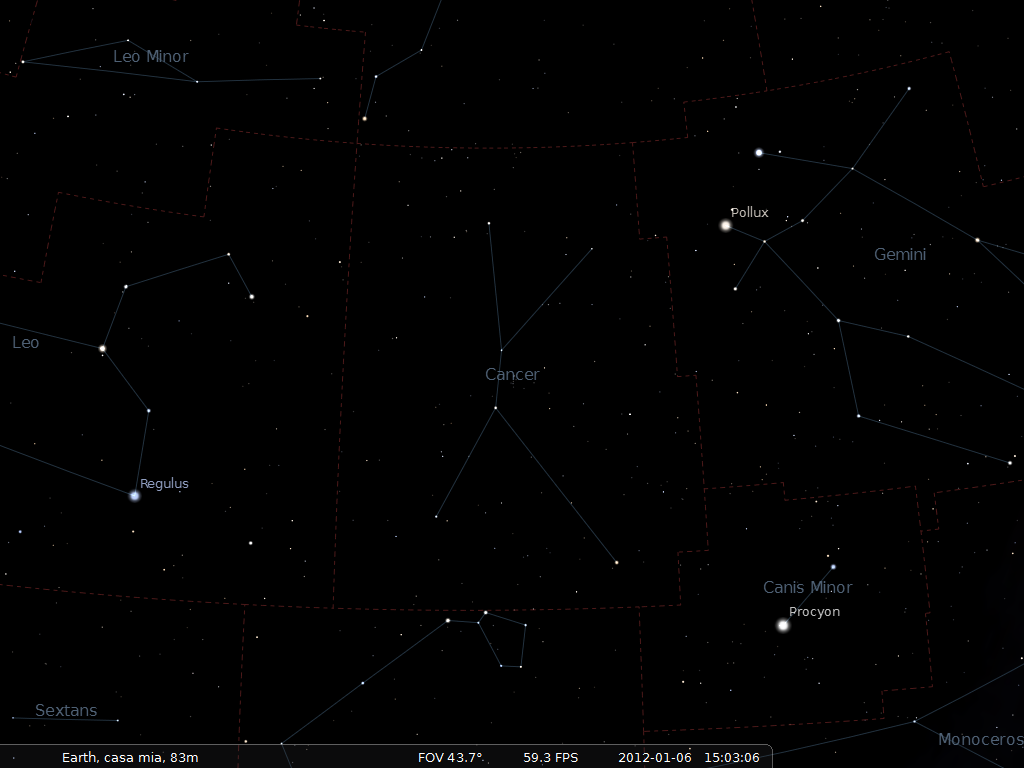 Leo Minor
Pollux
Gemini
Leo
Cancer
Regulus
Canis Minor
Procyon
Sextans
Monoceros
Earth, casa mia, 83m FOV 43.7° 59.3 FPS 2012-01-06 15:03:06